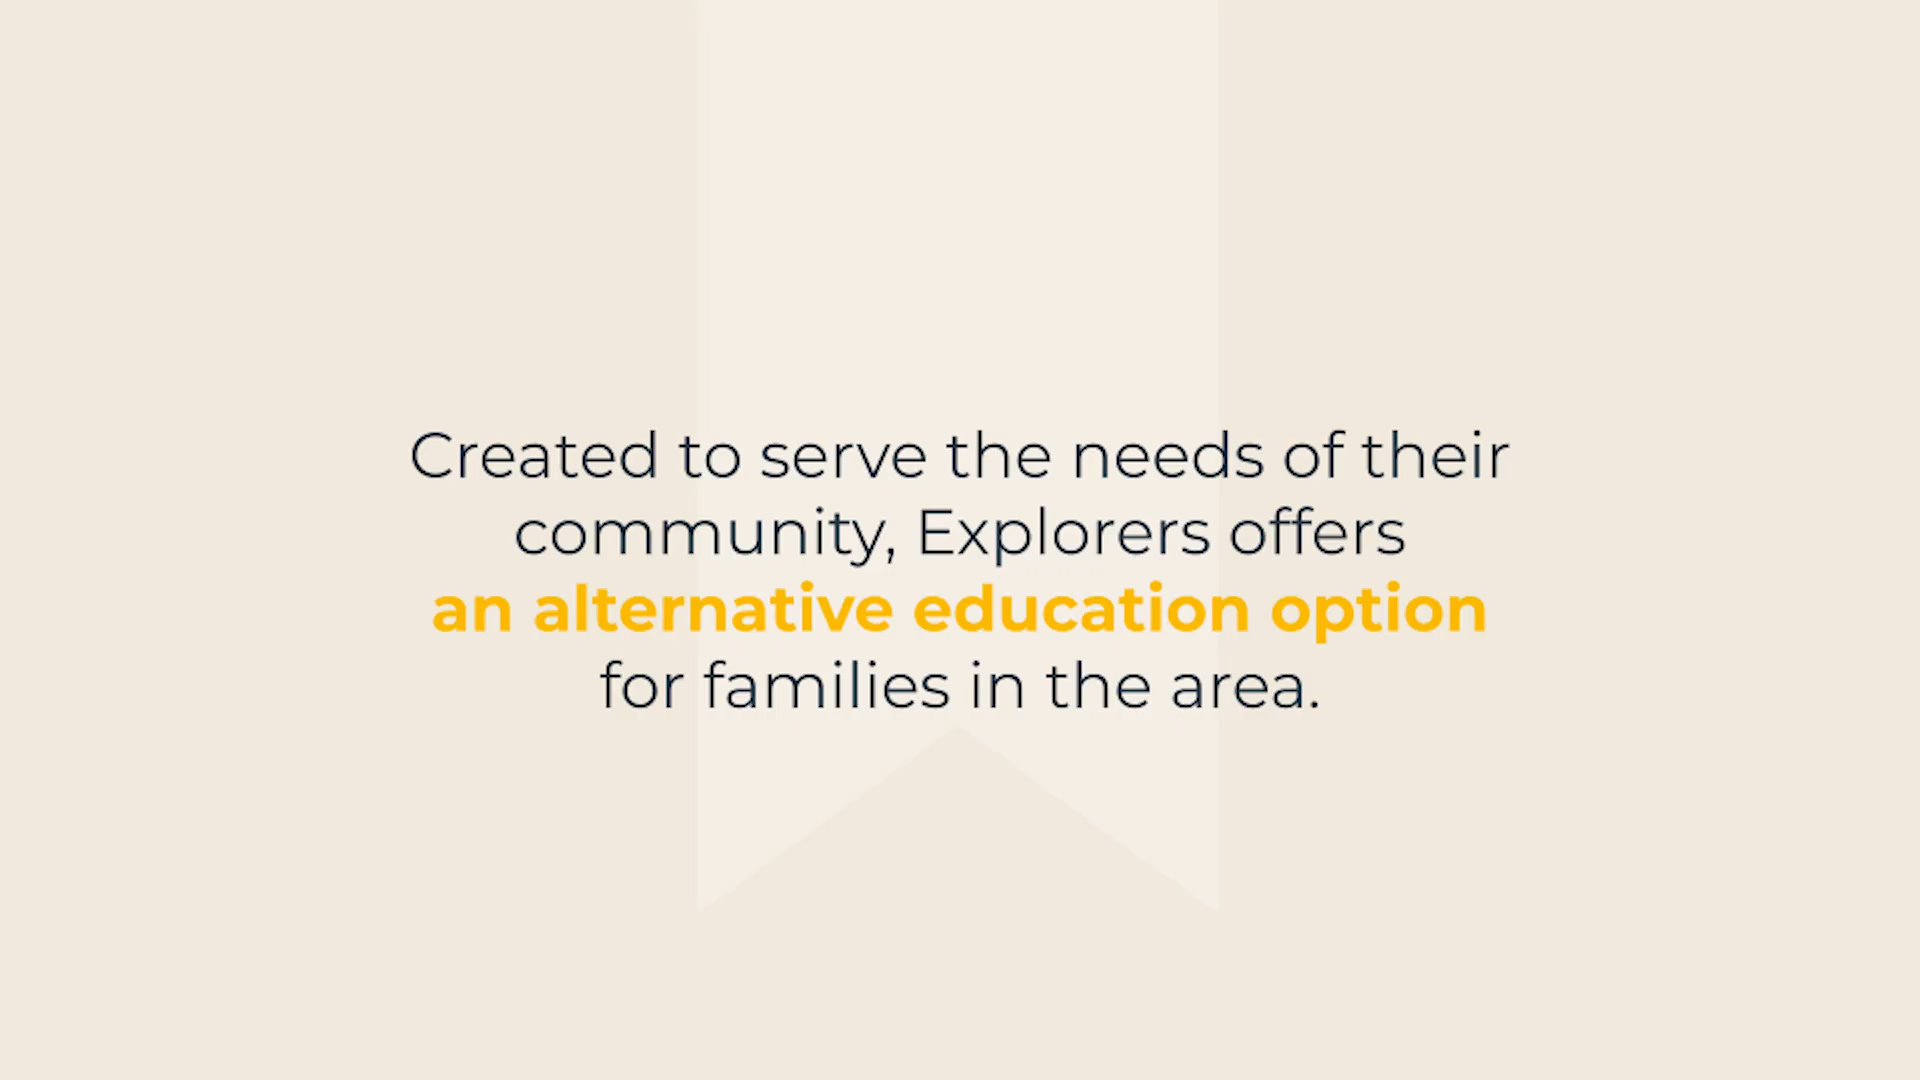 Created to serve the needs of their
community, Explorers offers
an alternative education option
for families in the area.